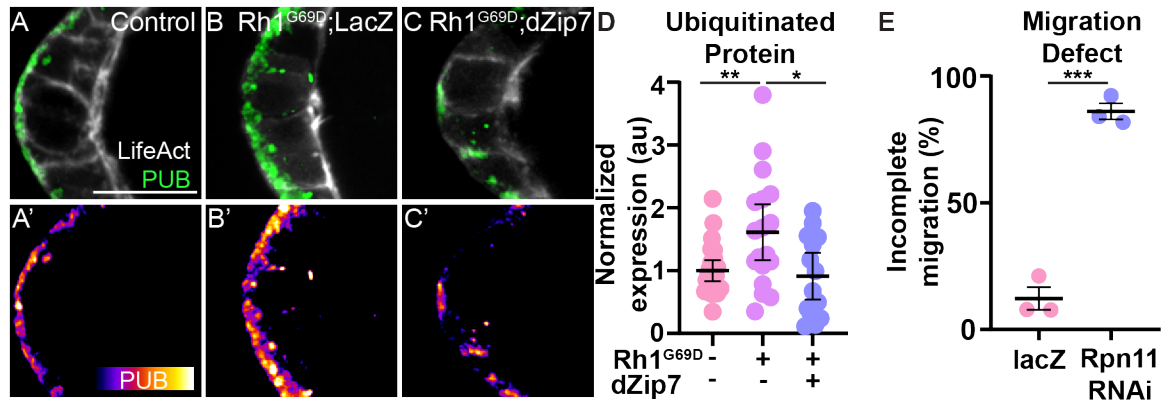 A Control
B Rh1G69D;LacZ
C Rh1G69D;dZip7
LifeAct
PUB
A'
B'
C'
PUB
D
Ubiquitinated
Protein
** *
Normalized
expression (au)
4
3
2
1
0
Rh1G69D - + +
dZip7 - - +
E
Migration
Defect
***
Incomplete
migration (%)
100
50
0
lacZ Rpn11
RNAi